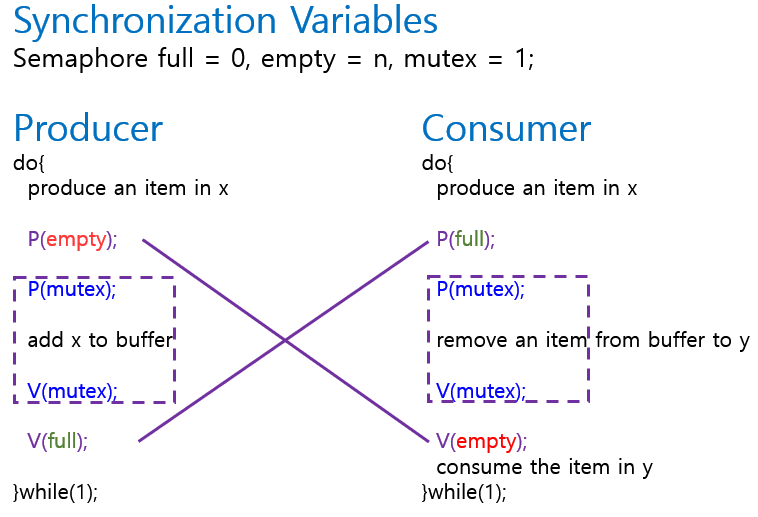 Synchronization Variables
Semaphore full = 0, empty = n, mutex = 1;
Producer
do{
produce an item in x
P(empty);
P(mutex);
add x to buffer
V(mutex);
V(full);
}while(1);
Consumer
do{
produce an item in x
P(full);
P(mutex);
remove an item from buffer to y
V(mutex);
V(empty);
consume the item in y
}while(1);